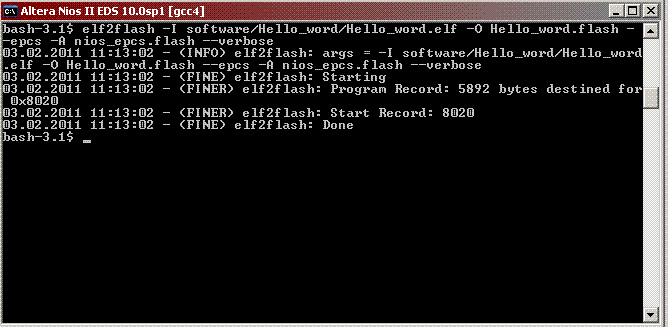 Altera Nios II EDS 10.0sp1 [gcc4]
bash-3.1$ elf2flash -I software/Hello_word/Hello_word.elf -O Hello_word.flash -
-epcs -A nios_epcs.flash --verbose
03.02.2011 11:13:02 - (INFO) elf2flash: args = -I software/Hello_word/Hello_word
.elf -O Hello_word.flash --epcs -A nios_epcs.flash --verbose
03.02.2011 11:13:02 - (FINE) elf2flash: Starting
03.02.2011 11:13:02 - (FINER) elf2flash: Program Record: 5892 bytes destined for
 0x8020
03.02.2011 11:13:02 - (FINER) elf2flash: Start Record: 8020
03.02.2011 11:13:02 - (FINE) elf2flash: Done
bash-3.1$ _